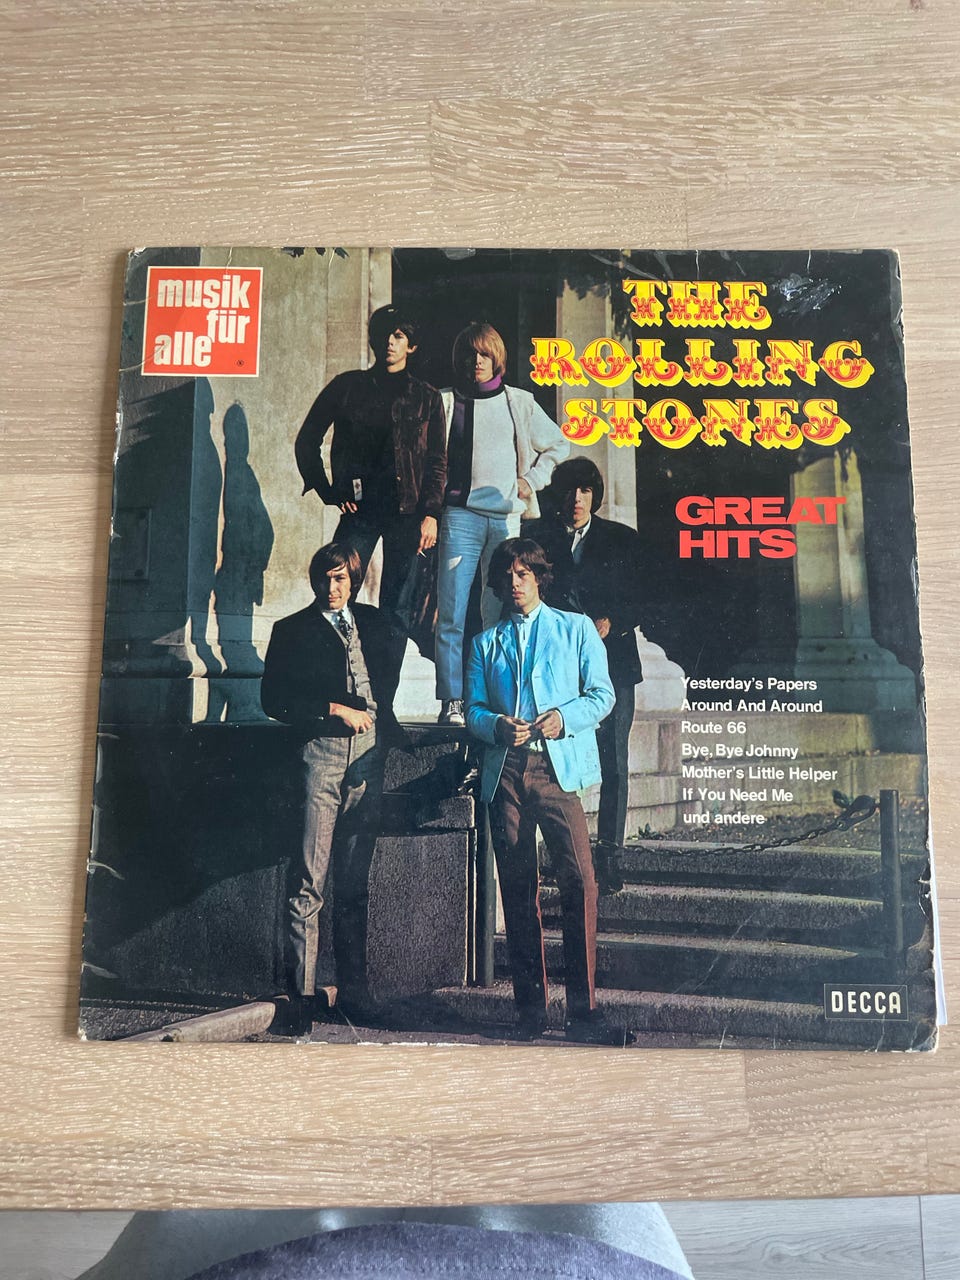 musik
für
alle
THE
ROLLING
STONES
GREAT
HITS
Yesterday's Papers
Around And Around
Route 66
Bye, Bye Johnny
Mother's Little Helper
If You Need Me
und andere
DECCA